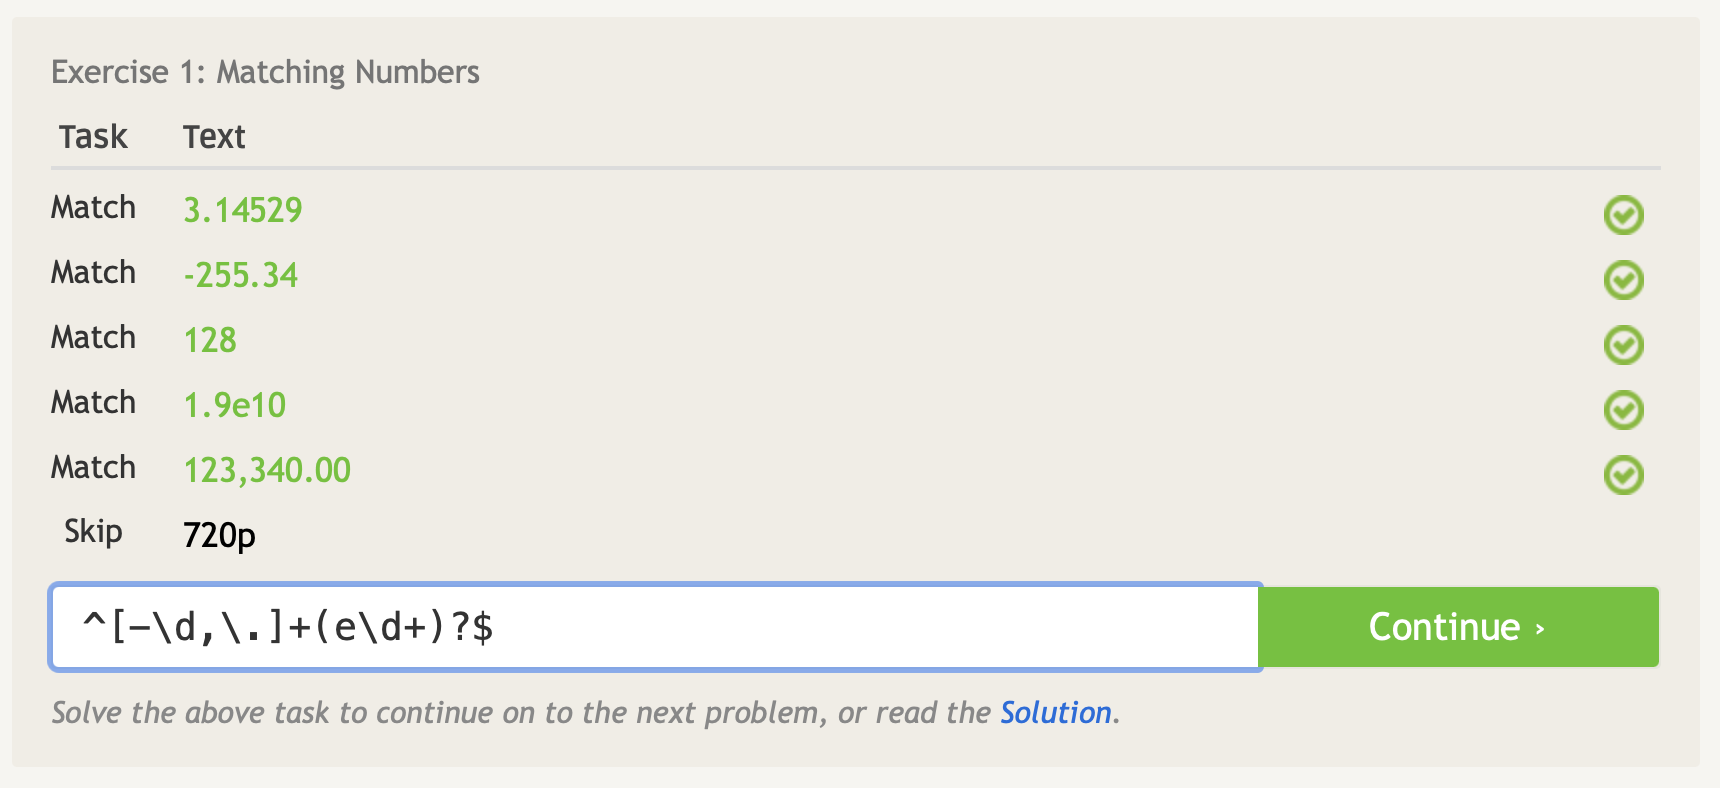 Exercise 1: Matching Numbers
Task Text
Match 3.14529
Match -255.34
Match 128
Match 1.9e10
Match 123,340.00
Skip 720p
^[-\d,\.]+(e\d+)?$ Continue ›
Solve the above task to continue on to the next problem, or read the Solution.